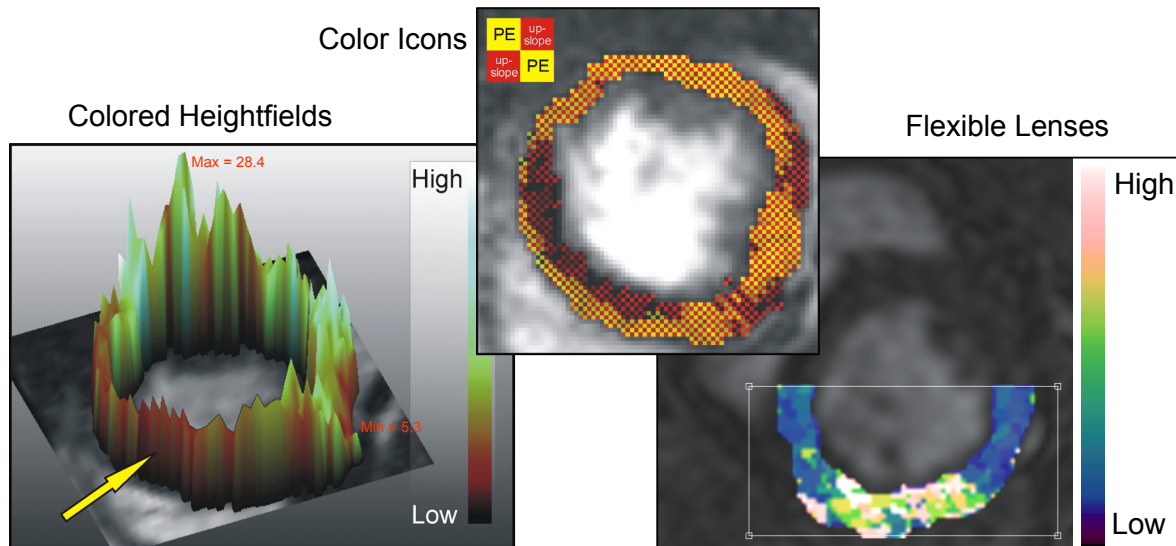 Color Icons
PE up-
slope
up-
slope PE
Colored Heightfields
Max = 28.4
High
Min = 5.3
Low
Flexible Lenses
High
Low